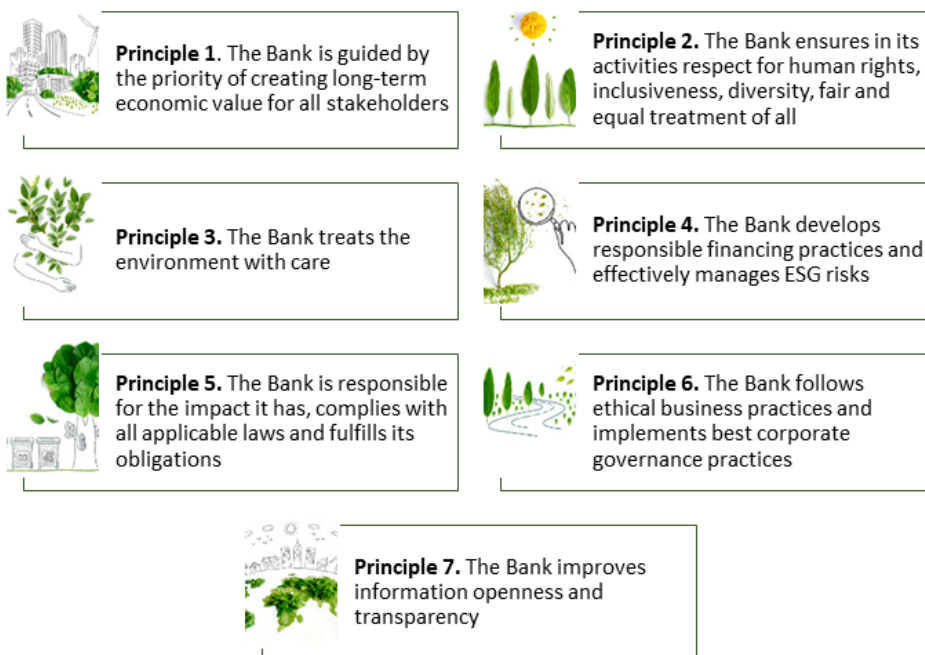 Principle 1. The Bank is guided by
the priority of creating long-term
economic value for all stakeholders
Principle 2. The Bank ensures in its
activities respect for human rights,
inclusiveness, diversity, fair and
equal treatment of all
Principle 3. The Bank treats the
environment with care
Principle 4. The Bank develops
responsible financing practices and
effectively manages ESG risks
Principle 5. The Bank is responsible
for the impact it has, complies with
all applicable laws and fulfills its
obligations
Principle 6. The Bank follows
ethical business practices and
implements best corporate
governance practices
Principle 7. The Bank improves
information openness and
transparency